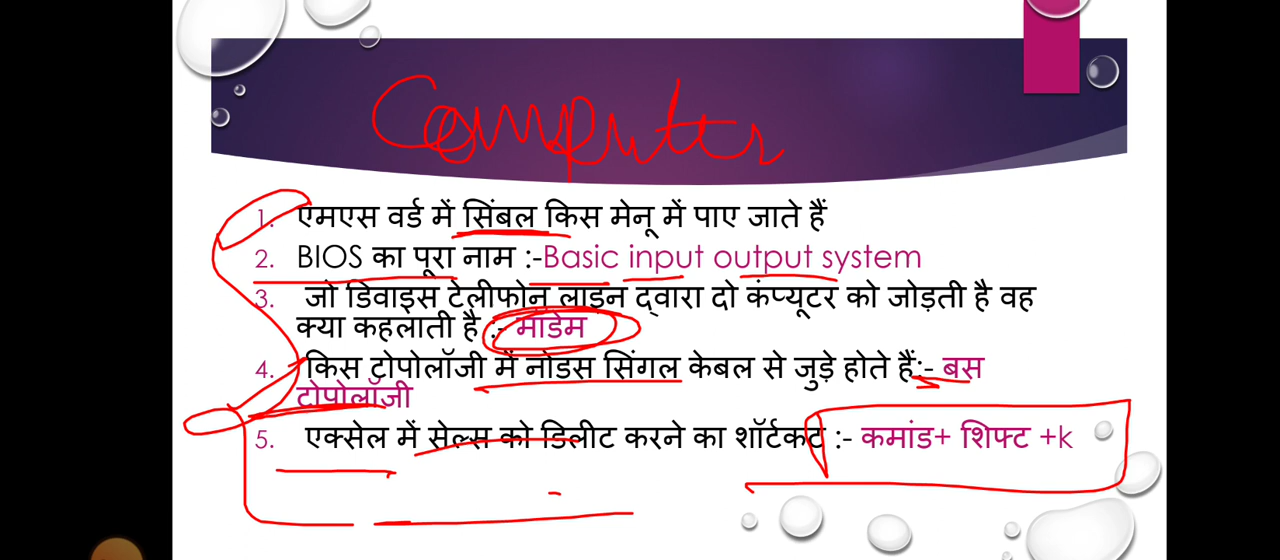 Computer
1. एमएस वर्ड में सिंबल किस मेनू में पाए जाते हैं
2. BIOS का पूरा नाम :-Basic input output system
3. जो डिवाइस टेलीफोन लाइन द्वारा दो कंप्यूटर को जोड़ती है वह
क्या कहलाती है :- मॉडेम
4. किस टोपोलॉजी में नोडस सिंगल केबल से जुड़े होते हैं:- बस
टोपोलॉजी
5. एक्सेल में सेल्स को डिलीट करने का शॉर्टकट :- कमांड+ शिफ्ट +k